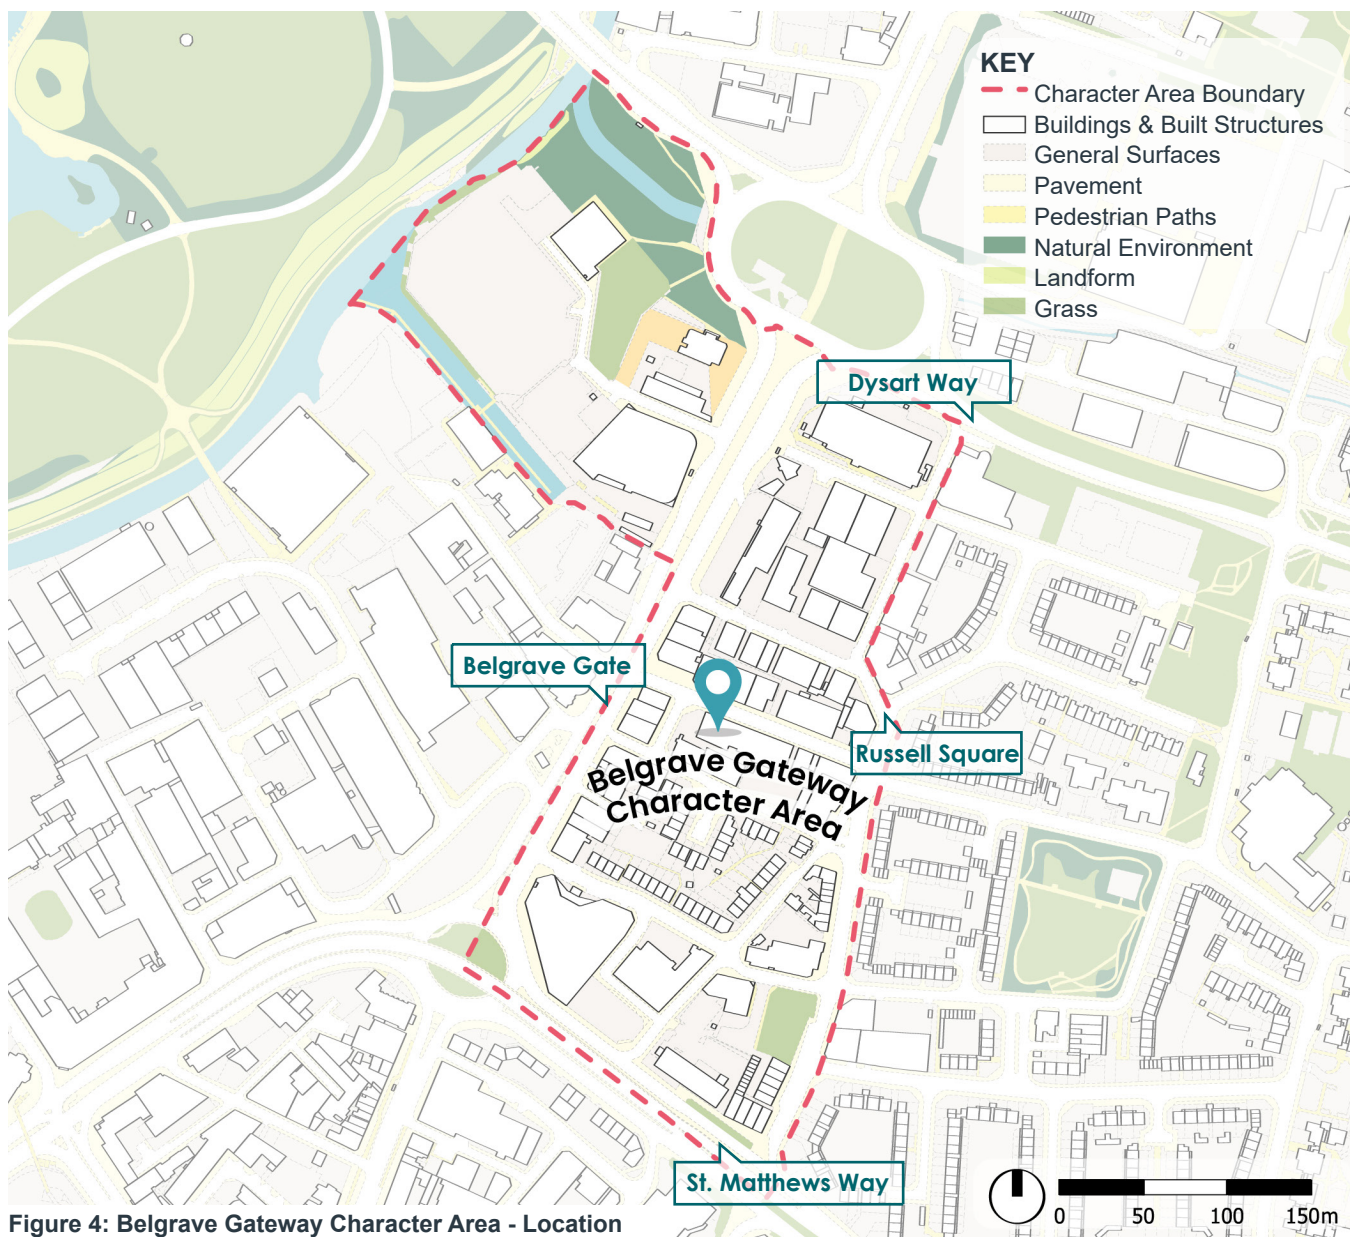 KEY
Character Area Boundary
Buildings & Built Structures
General Surfaces
Pavement
Pedestrian Paths
Natural Environment
Landform
Grass
Dysart Way
Belgrave Gate
Russell Square
Belgrave Gateway
Character Area
St. Matthews Way
0 50 100 150m
Figure 4: Belgrave Gateway Character Area - Location